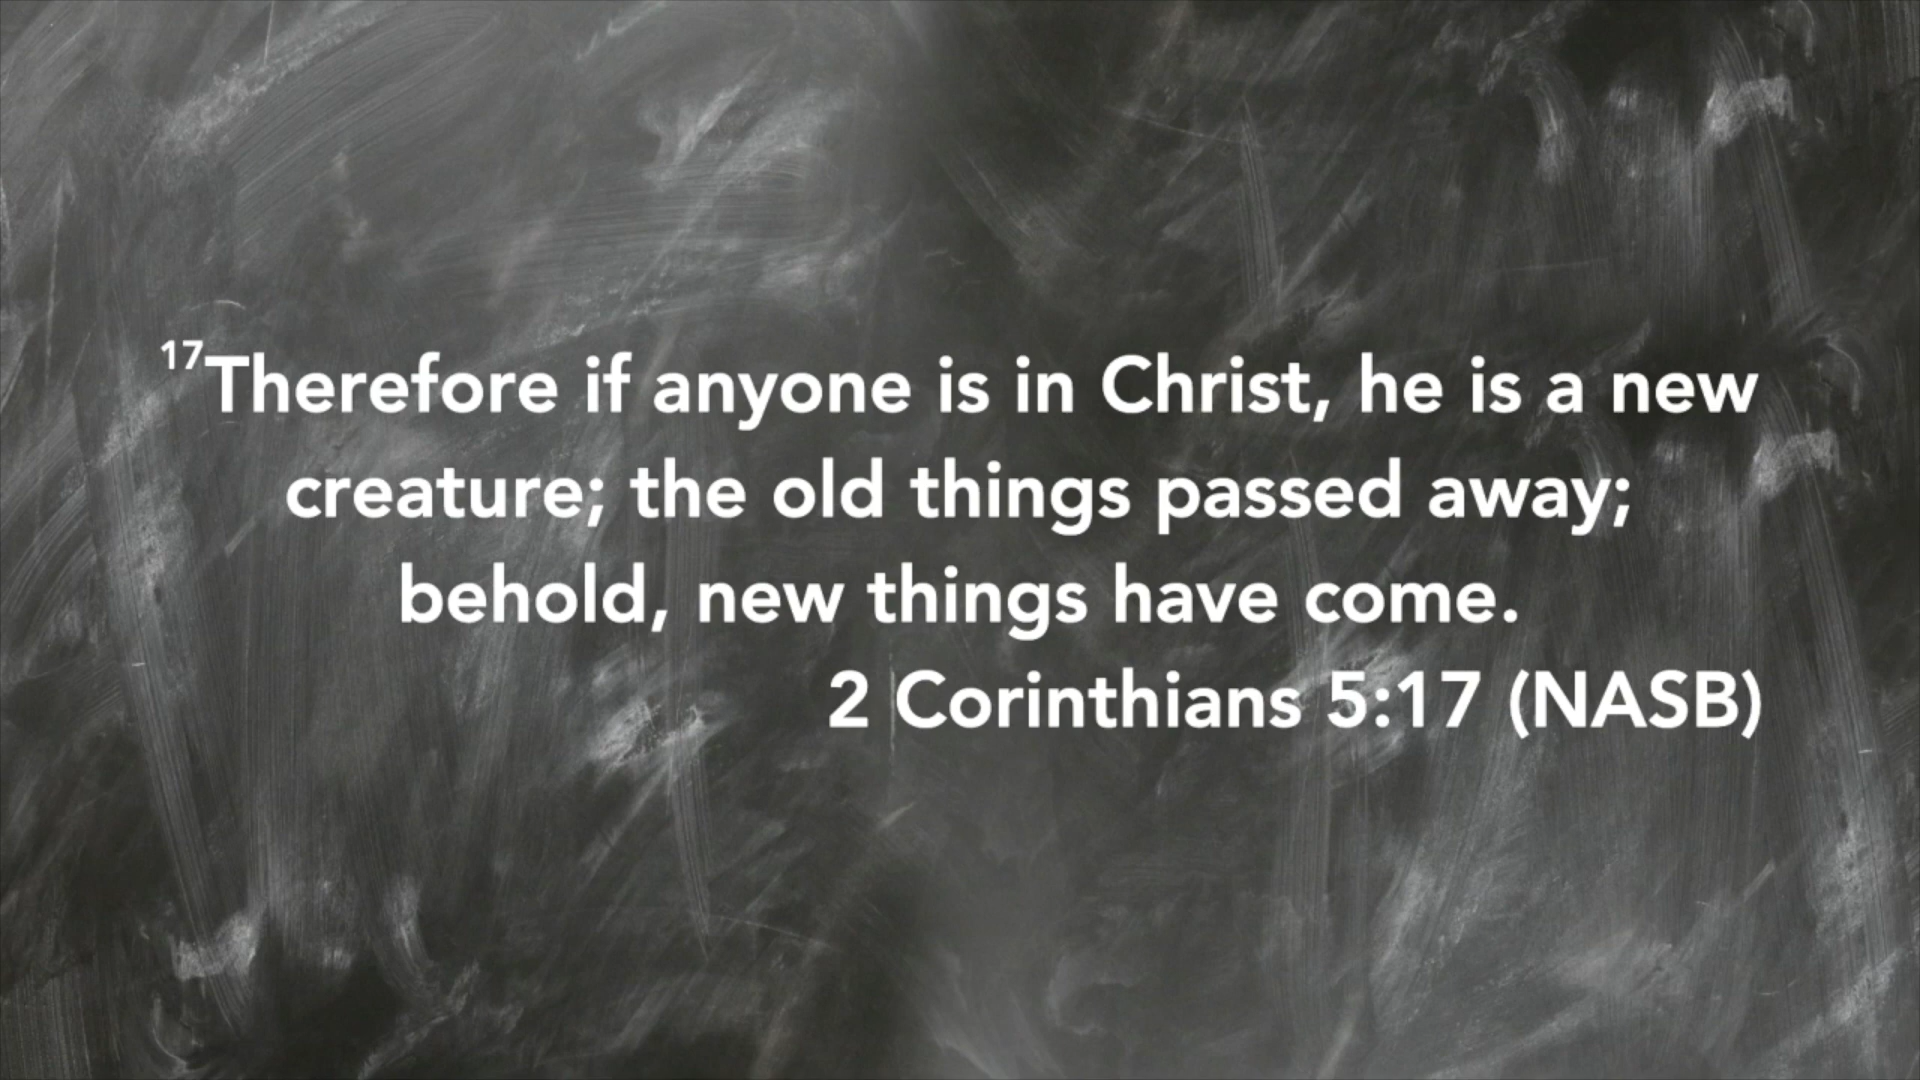 17Therefore if anyone is in Christ, he is a new
creature; the old things passed away;
behold, new things have come.
2 Corinthians 5:17 (NASB)